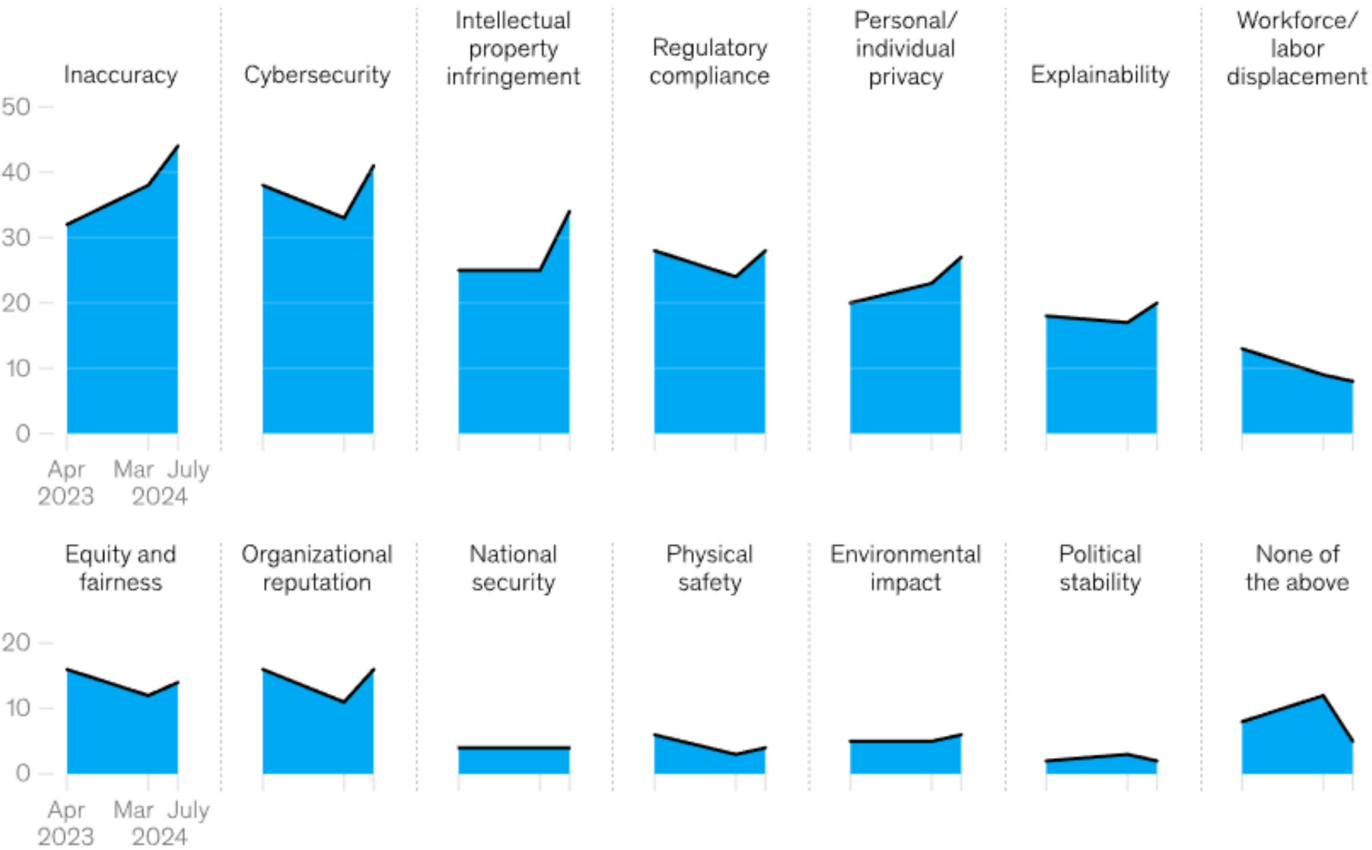 Inaccuracy
Cybersecurity
Intellectual
property
infringement
Regulatory
compliance
Personal/
individual
privacy
Explainability
Workforce/
labor
displacement
50
40
30
20
10
0
Apr
2023
Mar July
2024
Equity and
fairness
Organizational
reputation
National
security
Physical
safety
Environmental
impact
Political
stability
None of
the above
20
10
0
Apr
2023
Mar July
2024